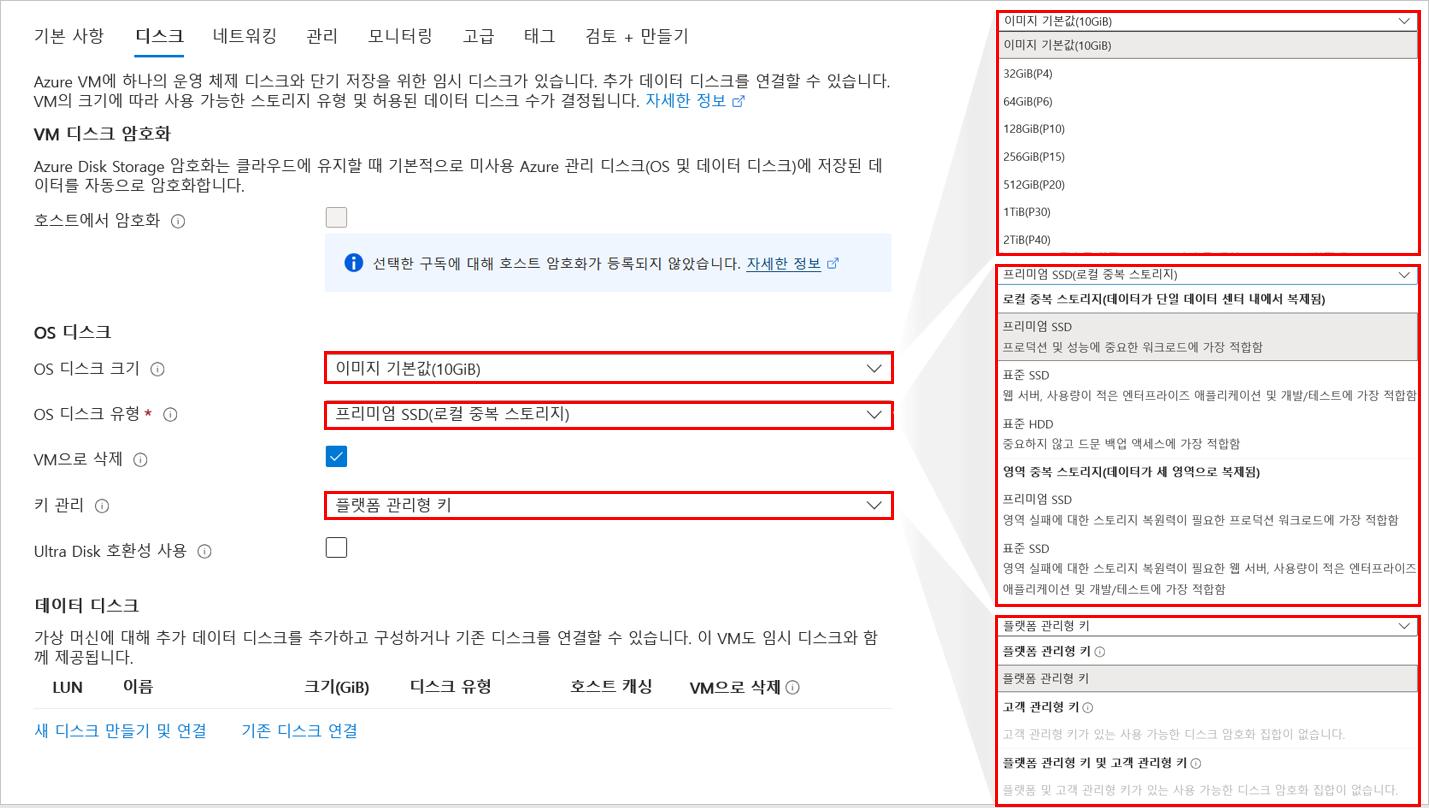 기본 사항 디스크 네트워킹 관리 모니터링 고급 태그 검토 + 만들기
Azure VM에 하나의 운영 체제 디스크와 단기 저장을 위한 임시 디스크가 있습니다. 추가 데이터 디스크를 연결할 수 있습니다.
VM의 크기에 따라 사용 가능한 스토리지 유형 및 허용된 데이터 디스크 수가 결정됩니다. 자세한 정보
VM 디스크 암호화
Azure Disk Storage 암호화는 클라우드에 유지할 때 기본적으로 미사용 Azure 관리 디스크(OS 및 데이터 디스크)에 저장된 데
이터를 자동으로 암호화합니다.
호스트에서 암호화
선택한 구독에 대해 호스트 암호화가 등록되지 않았습니다. 자세한 정보
OS 디스크
OS 디스크 크기
이미지 기본값(10GiB)
OS 디스크 유형 *
프리미엄 SSD(로컬 중복 스토리지)
VM으로 삭제
키 관리
플랫폼 관리형 키
Ultra Disk 호환성 사용
데이터 디스크
가상 머신에 대해 추가 데이터 디스크를 추가하고 구성하거나 기존 디스크를 연결할 수 있습니다. 이 VM도 임시 디스크와 함
께 제공됩니다.
LUN 이름 크기(GiB) 디스크 유형 호스트 캐싱 VM으로 삭제
새 디스크 만들기 및 연결 기존 디스크 연결
이미지 기본값(10GiB)
이미지 기본값(10GiB)
32GiB(P4)
64GiB(P6)
128GiB(P10)
256GiB(P15)
512GiB(P20)
1TiB(P30)
2TiB(P40)
프리미엄 SSD(로컬 중복 스토리지)
로컬 중복 스토리지(데이터가 단일 데이터 센터 내에서 복제됨)
프리미엄 SSD
프로덕션 및 성능에 중요한 워크로드에 가장 적합함
표준 SSD
웹 서버, 사용량이 적은 엔터프라이즈 애플리케이션 및 개발/테스트에 가장 적합함
표준 HDD
중요하지 않고 드문 백업 액세스에 가장 적합함
영역 중복 스토리지(데이터가 세 영역으로 복제됨)
프리미엄 SSD
영역 실패에 대한 스토리지 복원력이 필요한 프로덕션 워크로드에 가장 적합함
표준 SSD
영역 실패에 대한 스토리지 복원력이 필요한 웹 서버, 사용량이 적은 엔터프라이즈
애플리케이션 및 개발/테스트에 가장 적합함
플랫폼 관리형 키
플랫폼 관리형 키
플랫폼 관리형 키
고객 관리형 키
고객 관리형 키가 있는 사용 가능한 디스크 암호화 집합이 없습니다.
플랫폼 관리형 키 및 고객 관리형 키
플랫폼 및 고객 관리형 키가 있는 사용 가능한 디스크 암호화 집합이 없습니다.